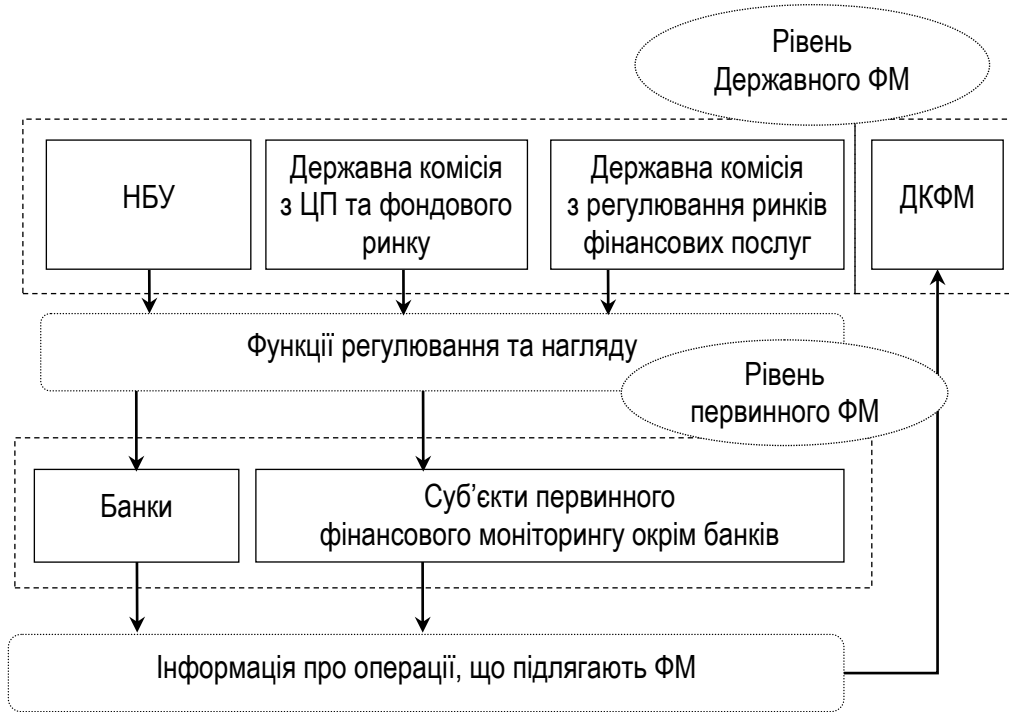 Рівень
Державного ФМ
НБУ
Державна комісія
з ЦП та фондового
ринку
Державна комісія
з регулювання ринків
фінансових послуг
ДКФМ
Функції регулювання та нагляду
Рівень
первинного ФМ
Банки
Суб’єкти первинного
фінансового моніторингу окрім банків
Інформація про операції, що підлягають ФМ